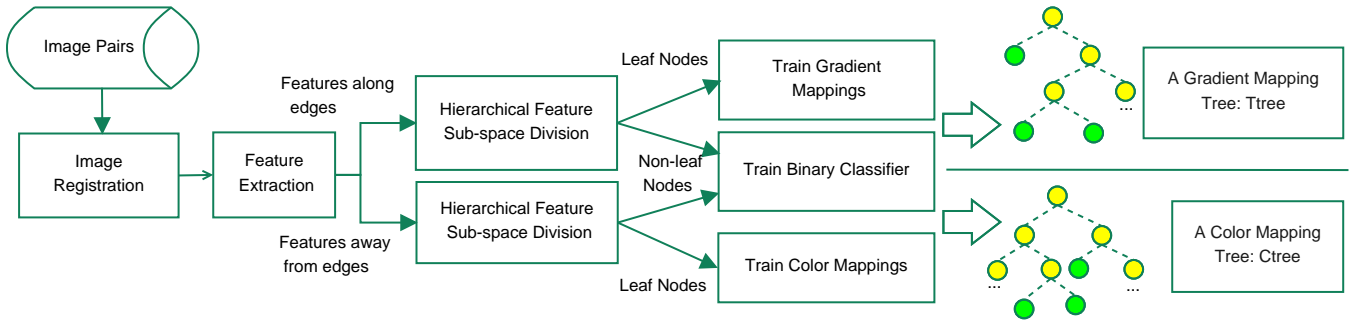 Image Pairs
Image
Registration
Feature
Extraction
Features along
edges
Features away
from edges
Hierarchical Feature
Sub-space Division
Hierarchical Feature
Sub-space Division
Leaf Nodes
Non-leaf
Nodes
Leaf Nodes
Train Gradient
Mappings
Train Binary Classifier
Train Color Mappings
...
A Gradient Mapping
Tree: Ttree
...
...
A Color Mapping
Tree: Ctree